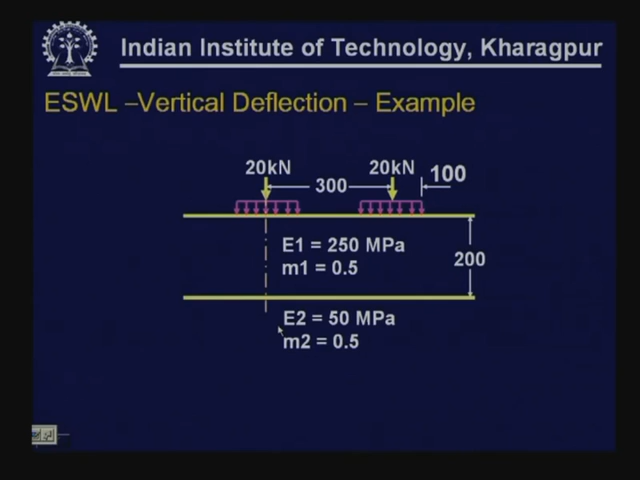 Indian Institute of Technology, Kharagpur
ESWL –Vertical Deflection – Example
20kN 20kN
300 100
E1 = 250 MPa
m1 = 0.5
200
E2 = 50 MPa
m2 = 0.5